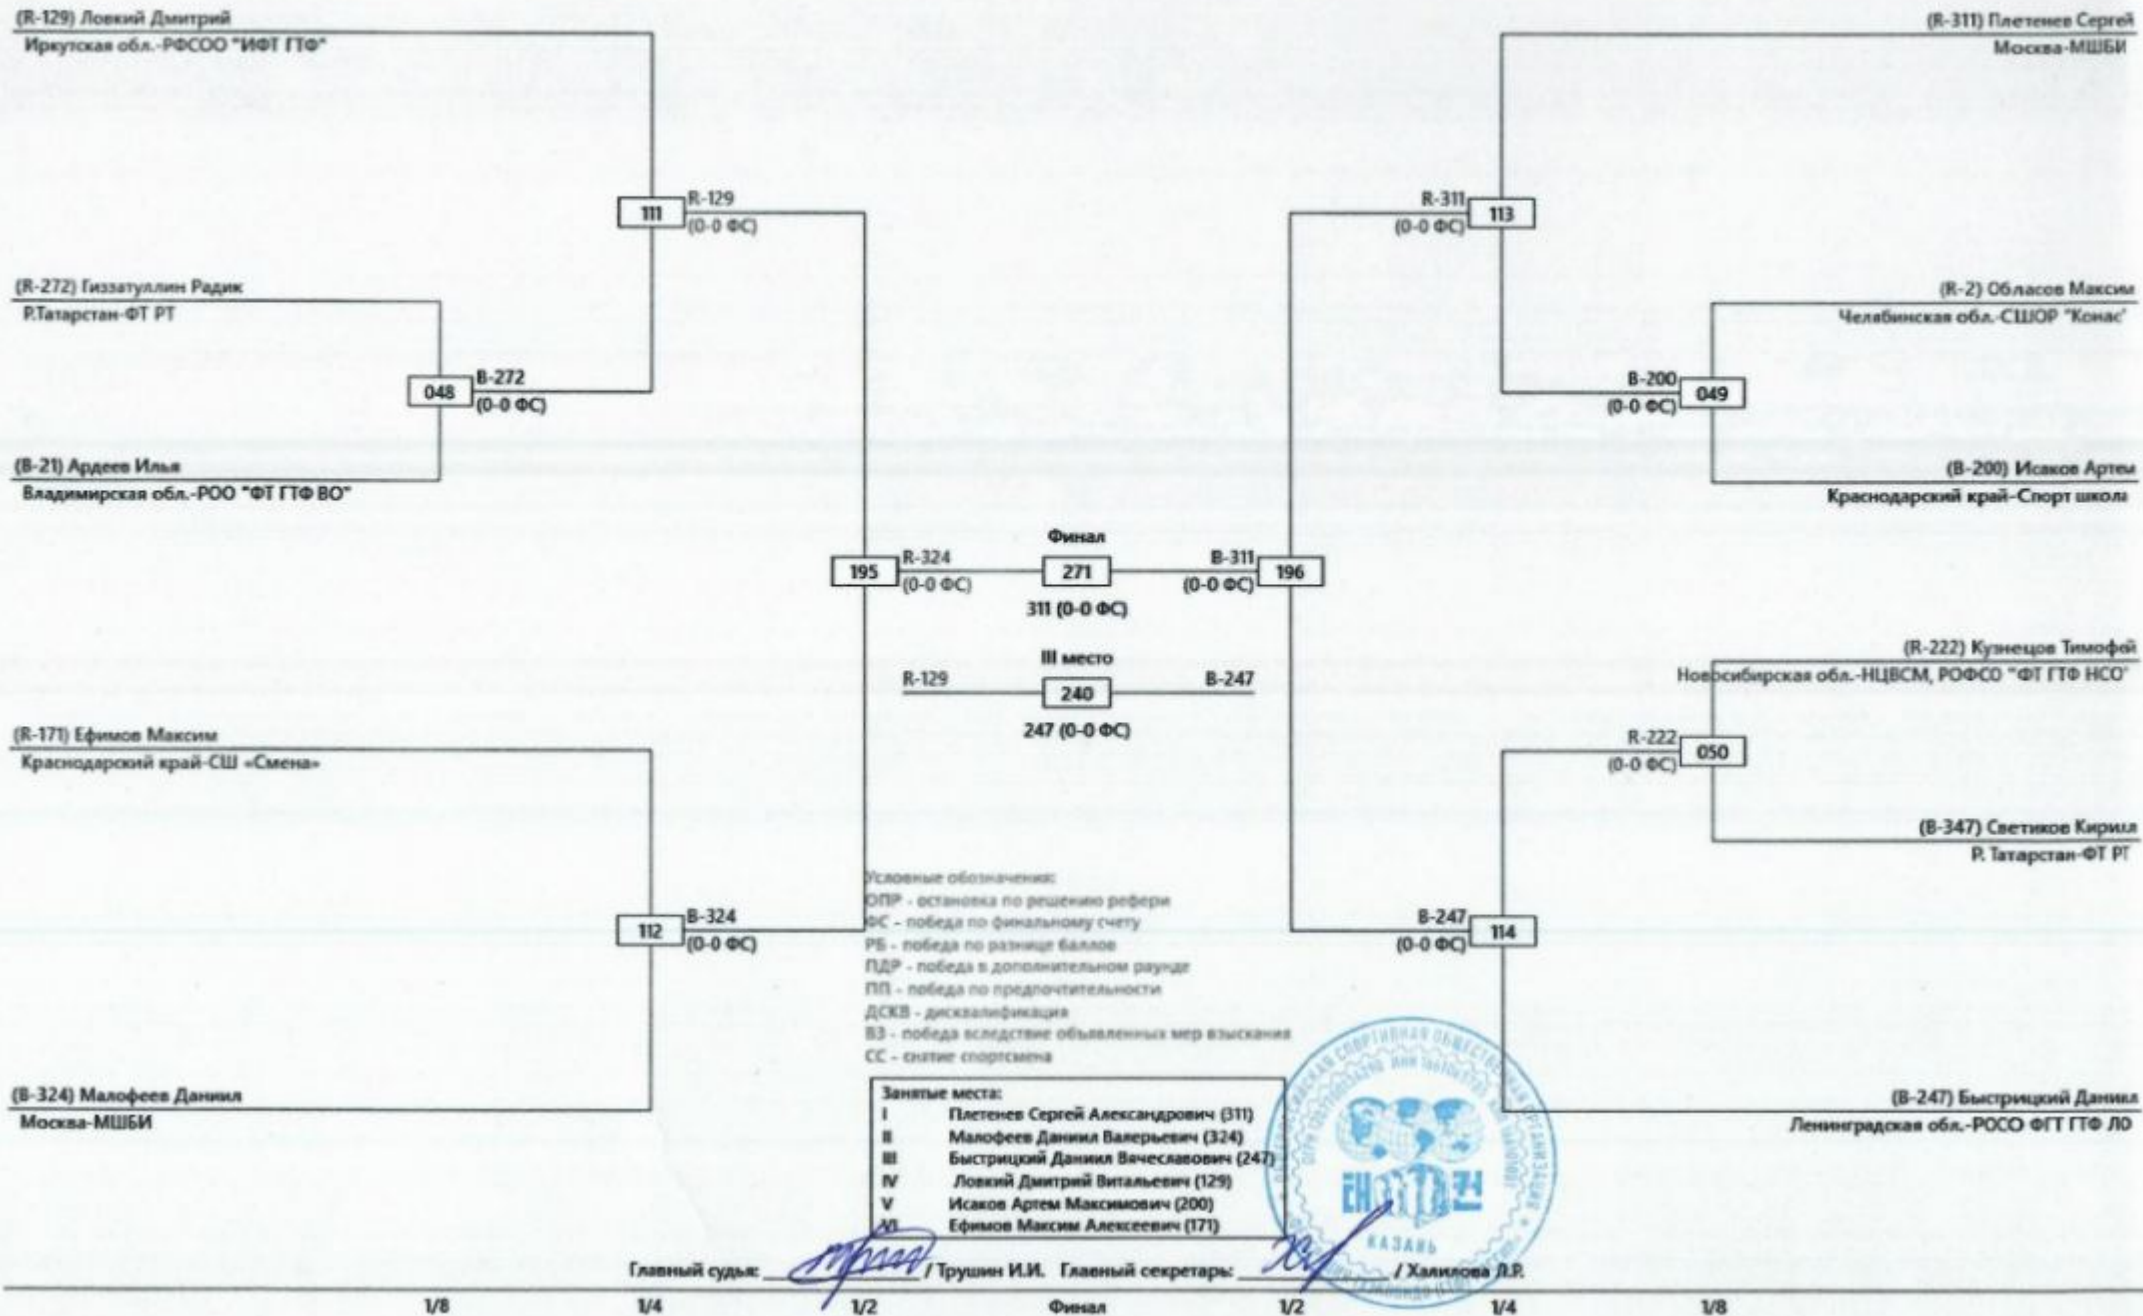 (R-129) Ловкий Дмитрий
Иркутская обл.-РФСОО "ИФТ ГТФ"
(R-311) Плетенев Сергей
Москва-МШБИ
111
R-129
(0-0 ФС)
R-311
(0-0 ФС)
113
(R-272) Гиззатуллин Радик
Р.Татарстан-ФТ РТ
(R-2) Обласов Максим
Челябинская обл.-СШОР "Конас"
048
B-272
(0-0 ФС)
B-200
(0-0 ФС)
049
(B-21) Ардеев Илья
Владимирская обл.-РОО "ФТ ГТФ ВО"
(B-200) Исаков Артем
Краснодарский край-Спорт школа
195
R-324
(0-0 ФС)
Финал
271
311 (0-0 ФС)
B-311
(0-0 ФС)
196
III место
R-129
240
B-247
247 (0-0 ФС)
(R-222) Кузнецов Тимофей
Новосибирская обл.-НЦВСМ, РОФСО "ФТ ГТФ НСО"
(R-171) Ефимов Максим
Краснодарский край-СШ «Смена»
R-222
(0-0 ФС)
050
(B-347) Светиков Кирилл
Р. Татарстан-ФТ РТ
112
B-324
(0-0 ФС)
B-247
(0-0 ФС)
114
Условные обозначения:
ОПР - остановка по решению рефери
ФС - победа по финальному счету
РБ - победа по разнице баллов
ПДР - победа в дополнительном раунде
ПП - победа по предпочтительности
ДСКВ - дисквалификация
ВЗ - победа вследствие объявленных мер взыскания
СС - снятие спортсмена
(B-324) Малофеев Даниил
Москва-МШБИ
(B-247) Быстрицкий Даниил
Ленинградская обл.-РОСО ФГТ ГТФ ЛО
Занятые места:
I Плетенев Сергей Александрович (311)
II Малофеев Даниил Валерьевич (324)
III Быстрицкий Даниил Вячеславович (247)
IV Ловкий Дмитрий Витальевич (129)
V Исаков Артем Максимович (200)
VI Ефимов Максим Алексеевич (171)
КАЗАНЬ
Главный судья: / Трушин И.И. Главный секретарь: / Халилова Л.Р.
1/8 1/4 1/2 Финал 1/2 1/4 1/8